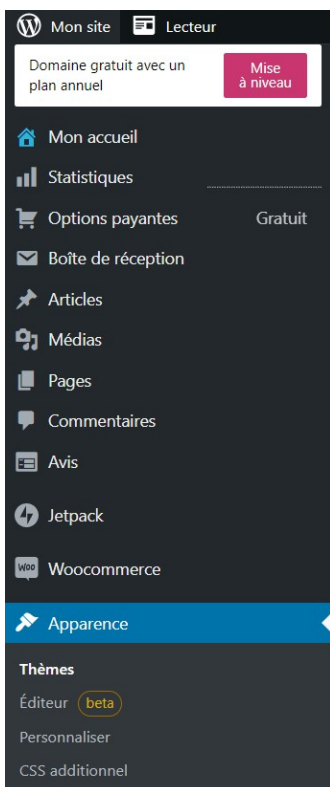 Mon site Lecteur
Domaine gratuit avec un
plan annuel
Mise
à niveau
Mon accueil
Statistiques
Options payantes Gratuit
Boîte de réception
Articles
Médias
Pages
Commentaires
Avis
Jetpack
Woo Woocommerce
Apparence
Thèmes
Éditeur beta
Personnaliser
CSS additionnel